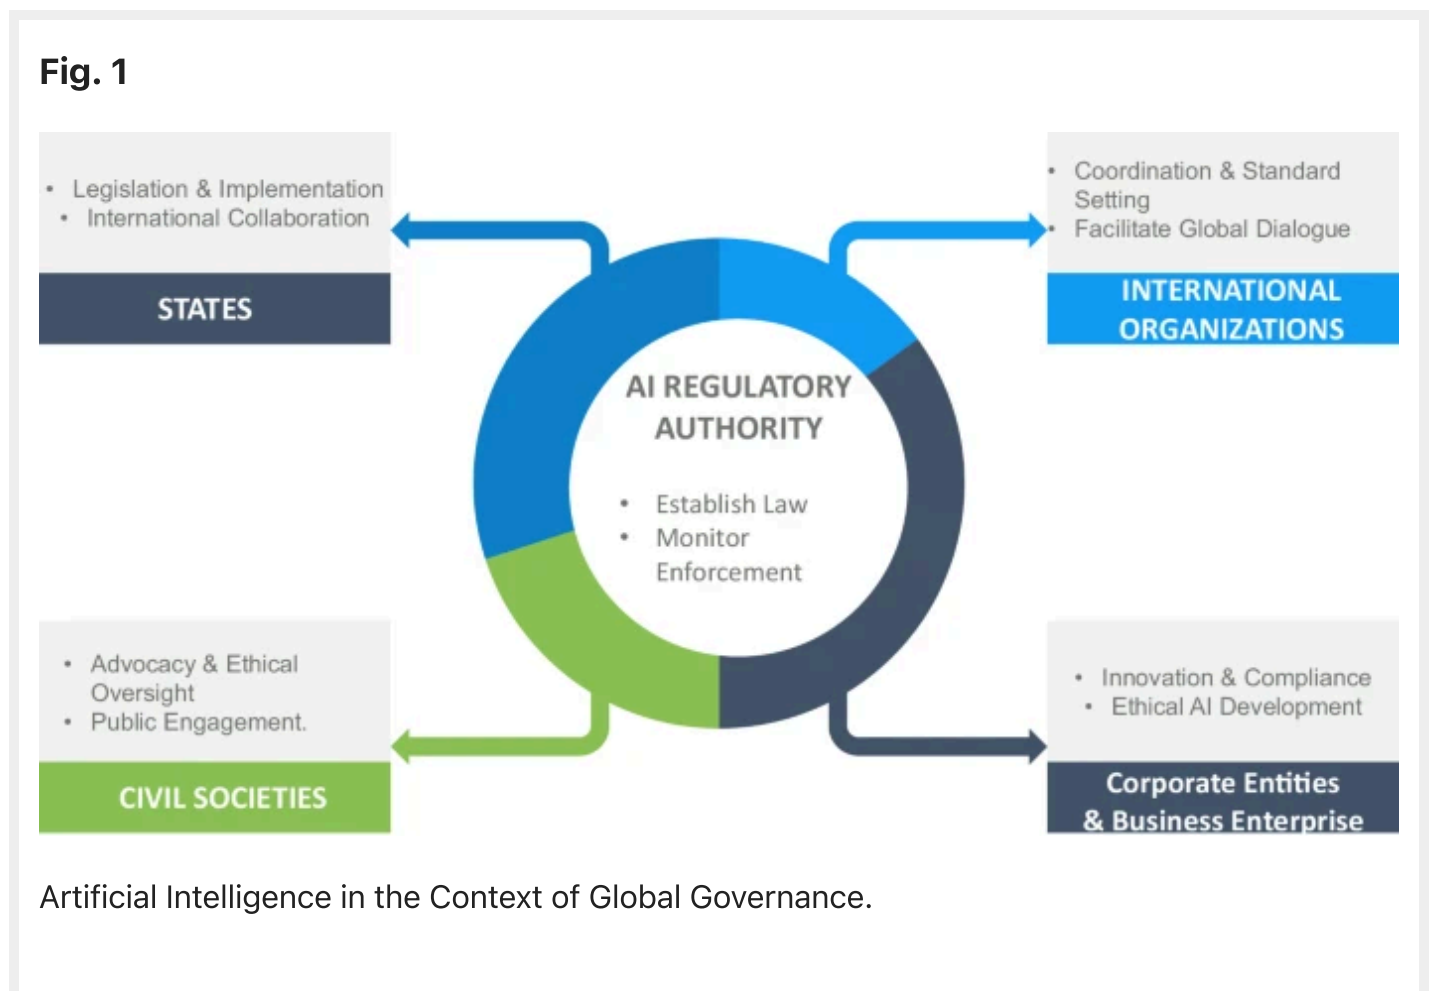 Fig. 1
• Legislation & Implementation
• International Collaboration
STATES
• Coordination & Standard
Setting
• Facilitate Global Dialogue
INTERNATIONAL
ORGANIZATIONS
AI REGULATORY
AUTHORITY
• Establish Law
• Monitor
Enforcement
• Advocacy & Ethical
Oversight
• Public Engagement.
CIVIL SOCIETIES
• Innovation & Compliance
• Ethical AI Development
Corporate Entities
& Business Enterprise
Artificial Intelligence in the Context of Global Governance.